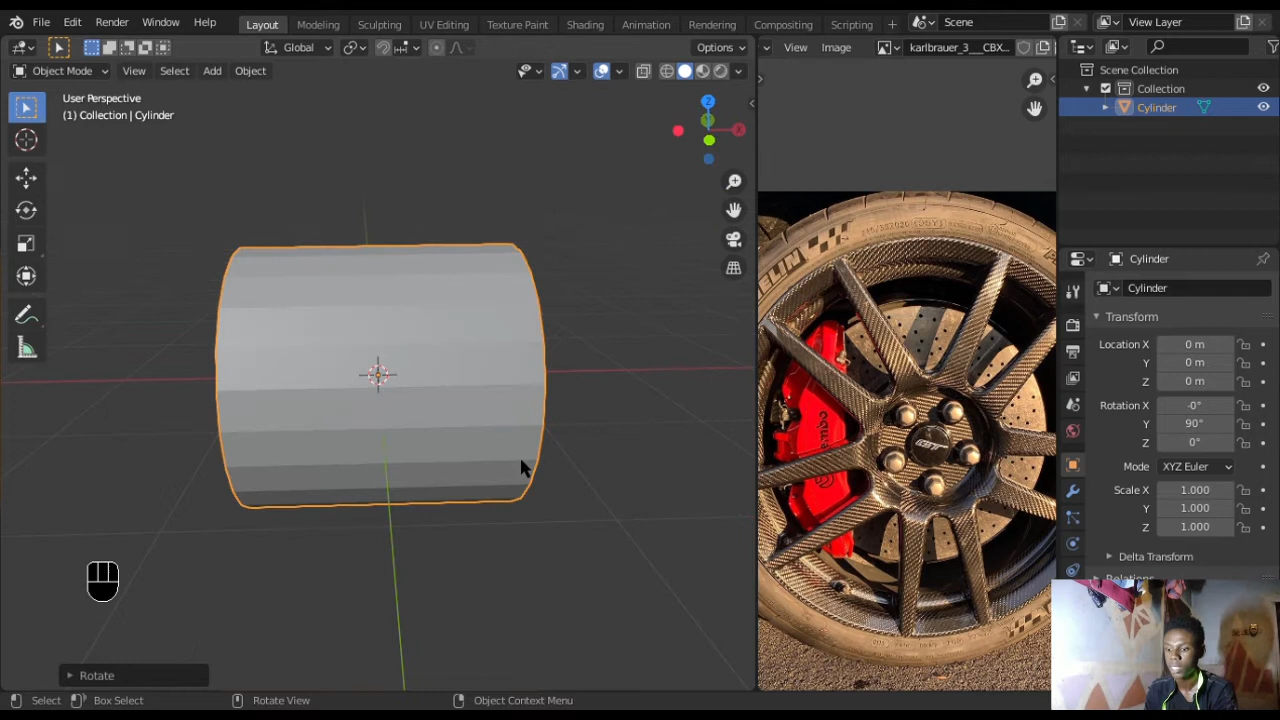 File Edit Render Window Help
Layout Modeling Sculpting UV Editing Texture Paint Shading Animation Rendering Compositing Scripting
Scene
View Layer
Global
Options
View Image
karlbrauer_3___CBX...
Object Mode View Select Add Object
User Perspective
(1) Collection | Cylinder
Z
X
Scene Collection
Collection
Cylinder
Cylinder
Cylinder
Transform
Location X 0 m
Y 0 m
Z 0 m
Rotation X -0°
Y 90°
Z 0°
Mode XYZ Euler
Scale X 1.000
Y 1.000
Z 1.000
Delta Transform
Relations
Rotate
Select Box Select Rotate View Object Context Menu